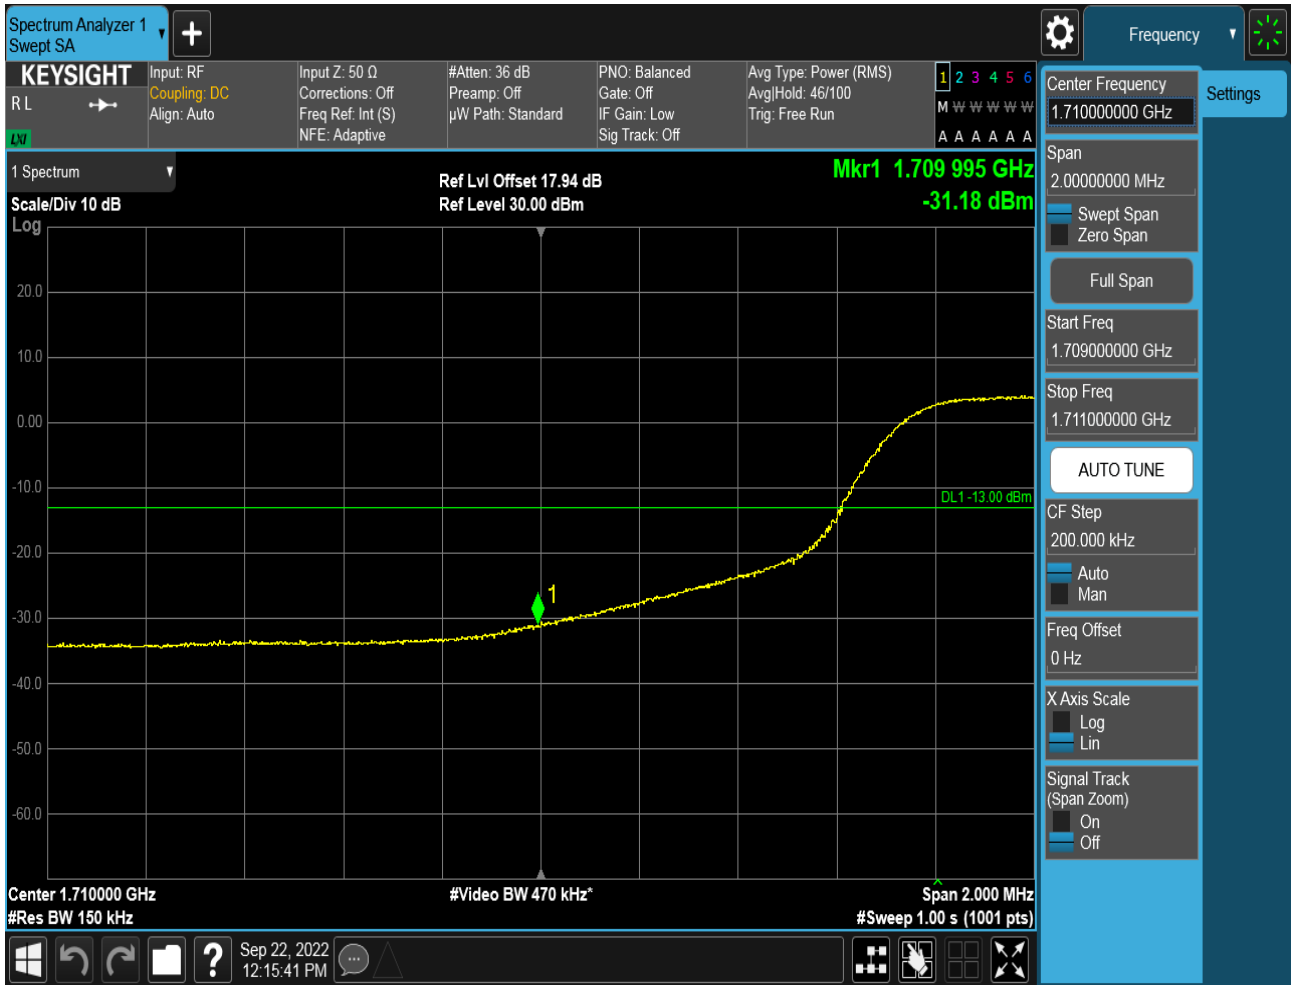 Spectrum Analyzer 1
Swept SA
Frequency
KEYSIGHT
R L
LXI
Input: RF
Coupling: DC
Align: Auto
Input Z: 50 Ω
Corrections: Off
Freq Ref: Int (S)
NFE: Adaptive
#Atten: 36 dB
Preamp: Off
µW Path: Standard
PNO: Balanced
Gate: Off
IF Gain: Low
Sig Track: Off
Avg Type: Power (RMS)
Avg|Hold: 46/100
Trig: Free Run
1 2 3 4 5 6
M W W W W W
A A A A A A
Center Frequency
1.710000000 GHz
Settings
1 Spectrum
Scale/Div 10 dB
Log
Ref Lvl Offset 17.94 dB
Ref Level 30.00 dBm
Mkr1 1.709 995 GHz
-31.18 dBm
20.0
10.0
0.00
-10.0
-20.0
-30.0
-40.0
-50.0
-60.0
DL1 -13.00 dBm
1
Center 1.710000 GHz
#Res BW 150 kHz
#Video BW 470 kHz*
Span 2.000 MHz
#Sweep 1.00 s (1001 pts)
Span
2.00000000 MHz
Swept Span
Zero Span
Full Span
Start Freq
1.709000000 GHz
Stop Freq
1.711000000 GHz
AUTO TUNE
CF Step
200.000 kHz
Auto
Man
Freq Offset
0 Hz
X Axis Scale
Log
Lin
Signal Track
(Span Zoom)
On
Off
?
Sep 22, 2022
12:15:41 PM